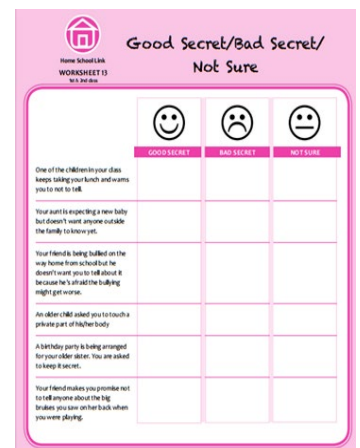 Good Secret/Bad Secret/
Not Sure
Home School Link
WORKSHEET 13
1st & 2nd class
GOOD SECRET
BAD SECRET
NOT SURE
One of the children in your class
keeps taking your lunch and warns
you to not to tell.
Your aunt is expecting a new baby
but doesn't want anyone outside
the family to know yet.
Your friend is being bullied on the
way home from school but he
doesn't want you to tell about it
because he's afraid the bullying
might get worse.
An older child asked you to touch a
private part of his/her body
A birthday party is being arranged
for your older sister. You are asked
to keep it secret.
Your friend makes you promise not
to tell anyone about the big
bruises you saw on her back when
you were playing.